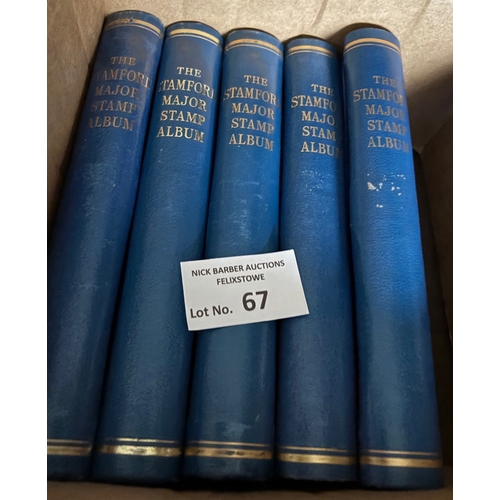 THE
STAMFORD
MAJOR
STAMP
ALBUM
THE
STAMFORD
MAJOR
STAMP
ALBUM
THE
STAMFORD
MAJOR
STAMP
ALBUM
THE
STAMFORD
MAJOR
STAMP
ALBUM
THE
STAMFORD
MAJOR
STAMP
ALBUM
NICK BARBER AUCTIONS
FELIXSTOWE
Lot No. 67